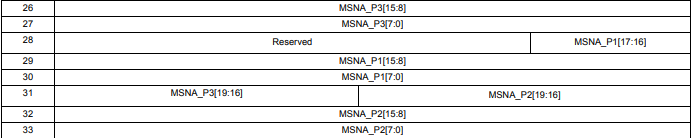 26 MSNA_P3[15:8]
27 MSNA_P3[7:0]
28 Reserved MSNA_P1[17:16]
29 MSNA_P1[15:8]
30 MSNA_P1[7:0]
31 MSNA_P3[19:16] MSNA_P2[19:16]
32 MSNA_P2[15:8]
33 MSNA_P2[7:0]